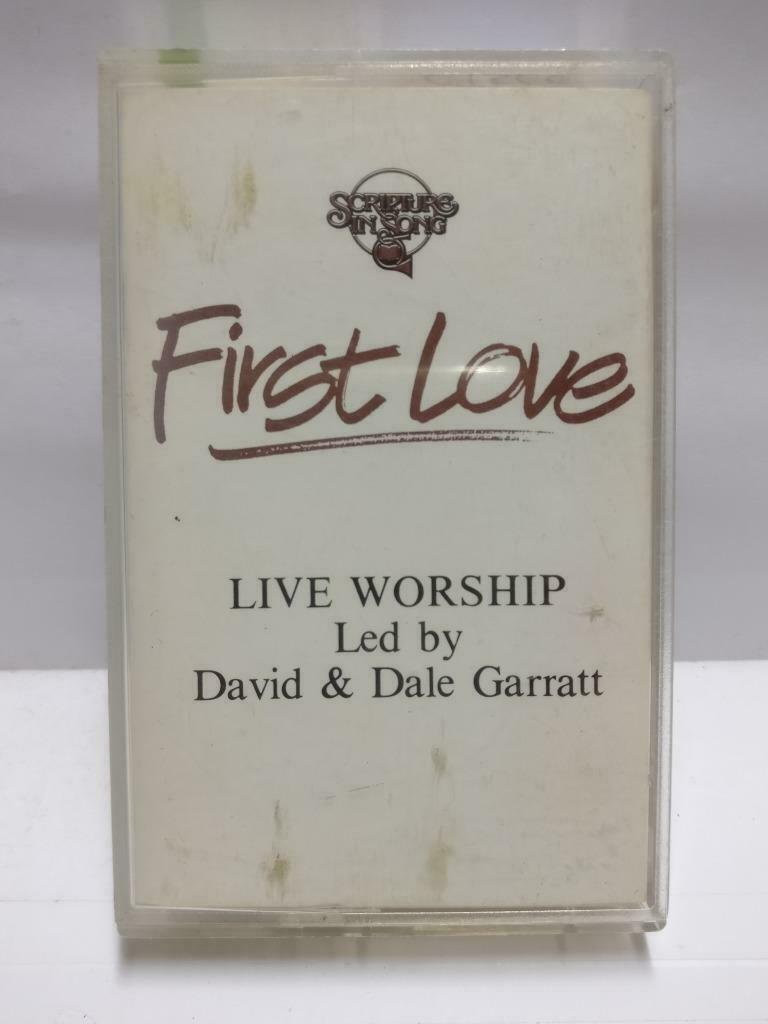 SCRIPTURE
IN SONG
First Love
LIVE WORSHIP
Led by
David & Dale Garratt